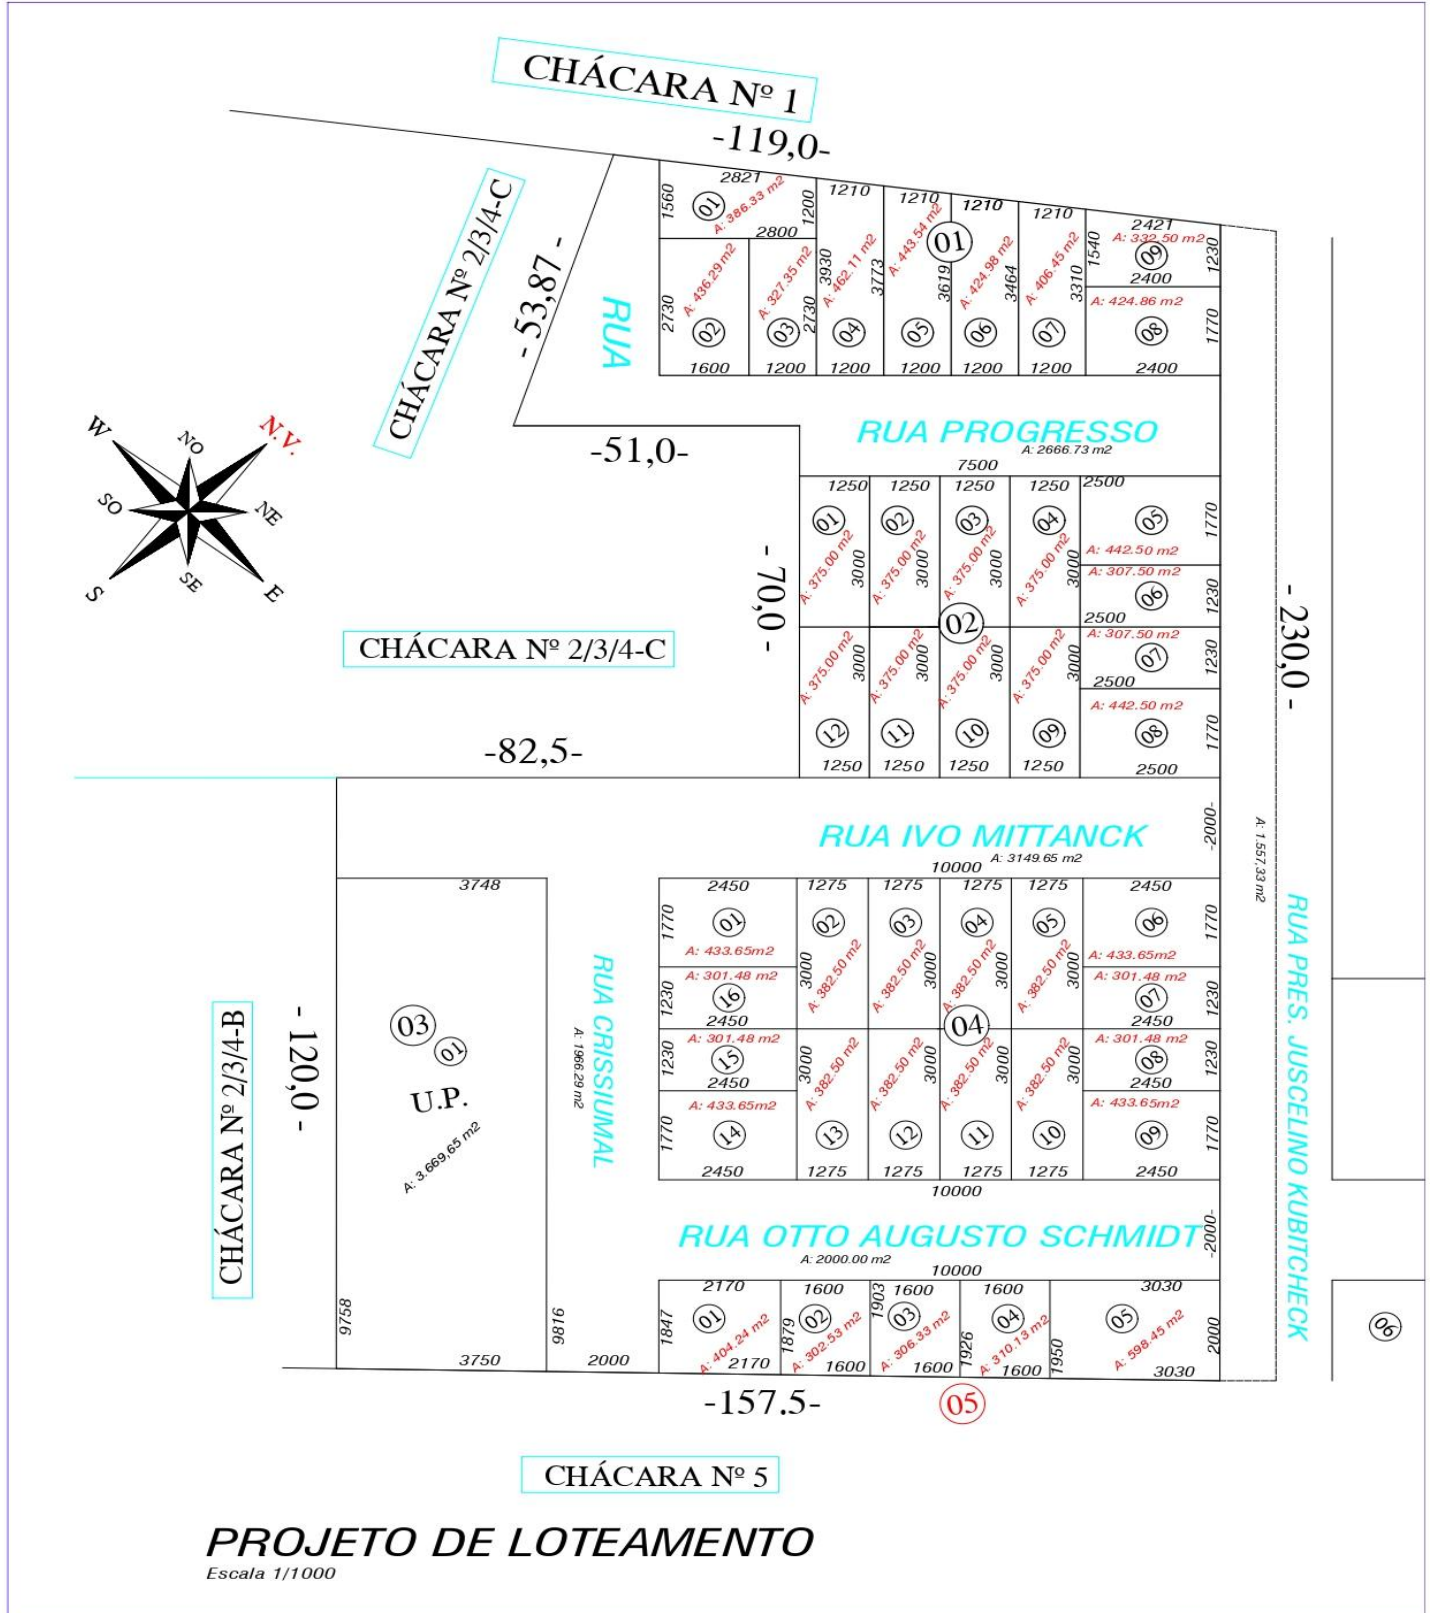 CHÁCARA Nº 1
-119,0-
CHÁCARA Nº 2/3/4-C
- 53,87 -
RUA
2821
1560
01
A: 386.33 m2
1200
2800
2730
A: 436.29 m2
02
1600
A: 327.35 m2
2730
03
1200
1210
3930
A: 462.11 m2
04
1200
1210
3773
A: 443.54 m2
05
1200
01
1210
3619
A: 424.98 m2
06
1200
1210
3464
A: 406.45 m2
3310
07
1200
2421
A: 332.50 m2
1540
09
1230
2400
A: 424.86 m2
08
1770
2400
RUA PROGRESSO
A: 2666.73 m2
7500
-51,0-
W
NO
N.V.
SO
NE
S
SE
E
- 70,0 -
1250
1250
1250
1250
2500
01
02
03
04
05
1770
A: 375.00 m2
3000
A: 375.00 m2
3000
A: 375.00 m2
3000
A: 375.00 m2
3000
A: 442.50 m2
A: 307.50 m2
06
1230
2500
02
A: 375.00 m2
3000
A: 375.00 m2
3000
A: 375.00 m2
3000
A: 375.00 m2
3000
A: 307.50 m2
07
1230
2500
A: 442.50 m2
12
11
10
09
08
1770
1250
1250
1250
1250
2500
- 230,0 -
CHÁCARA Nº 2/3/4-C
-82,5-
RUA IVO MITTANCK
A: 3149.65 m2
10000
-2000-
A: 1.557,33 m2
RUA PRES. JUSCELINO KUBITCHECK
3748
2450
1275
1275
1275
1275
2450
1770
01
02
03
04
05
06
1770
A: 433.65m2
3000
A: 382.50 m2
A: 382.50 m2
3000
A: 382.50 m2
3000
A: 382.50 m2
3000
A: 433.65m2
A: 301.48 m2
1230
16
2450
A: 301.48 m2
07
1230
2450
04
A: 301.48 m2
1230
15
2450
3000
A: 382.50 m2
A: 382.50 m2
3000
A: 382.50 m2
3000
A: 382.50 m2
3000
A: 301.48 m2
08
1230
2450
A: 433.65m2
A: 433.65m2
1770
14
13
12
11
10
09
1770
2450
1275
1275
1275
1275
2450
10000
RUA CRISSIUMAL
A: 1966.29 m2
03
01
U.P.
A: 3.669,65 m2
- 120,0 -
CHÁCARA Nº 2/3/4-B
RUA OTTO AUGUSTO SCHMIDT
A: 2000.00 m2
10000
-2000-
9758
3750
9816
2000
2170
1847
01
A: 404.24 m2
2170
1600
1879
02
A: 302.53 m2
1600
1903
1600
03
A: 306.33 m2
1600
1600
1926
04
A: 310.13 m2
1600
3030
1950
05
A: 598.45 m2
2000
3030
06
-157.5-
05
CHÁCARA Nº 5
PROJETO DE LOTEAMENTO
Escala 1/1000